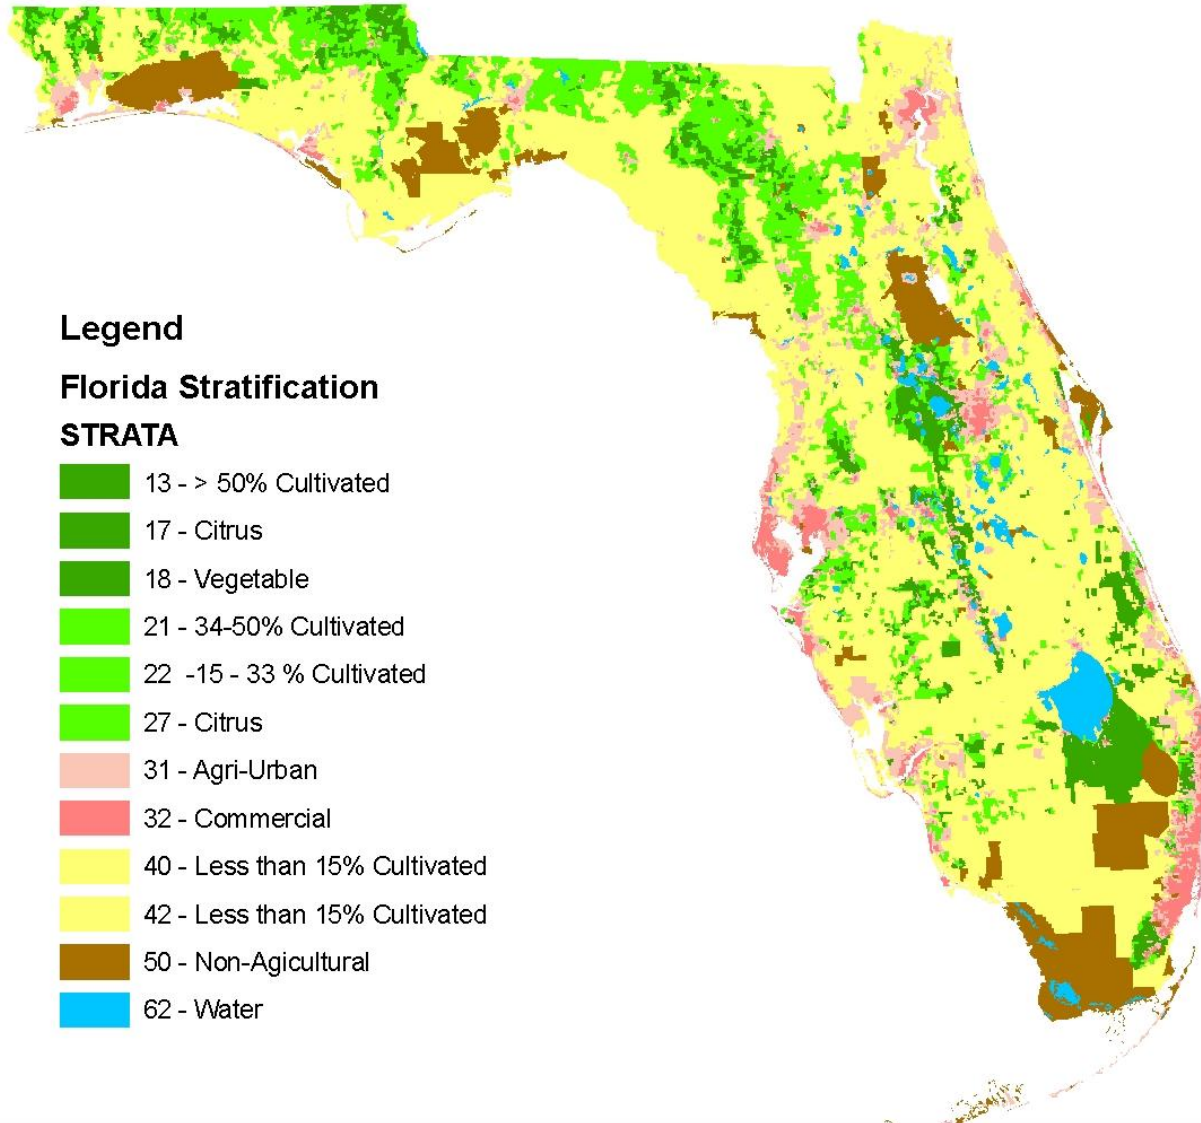 Legend
Florida Stratification
STRATA
13 - > 50% Cultivated
17 - Citrus
18 - Vegetable
21 - 34-50% Cultivated
22  -15 - 33 % Cultivated
27 - Citrus
31 - Agri-Urban
32 - Commercial
40 - Less than 15% Cultivated
42 - Less than 15% Cultivated
50 - Non-Agicultural
62 - Water